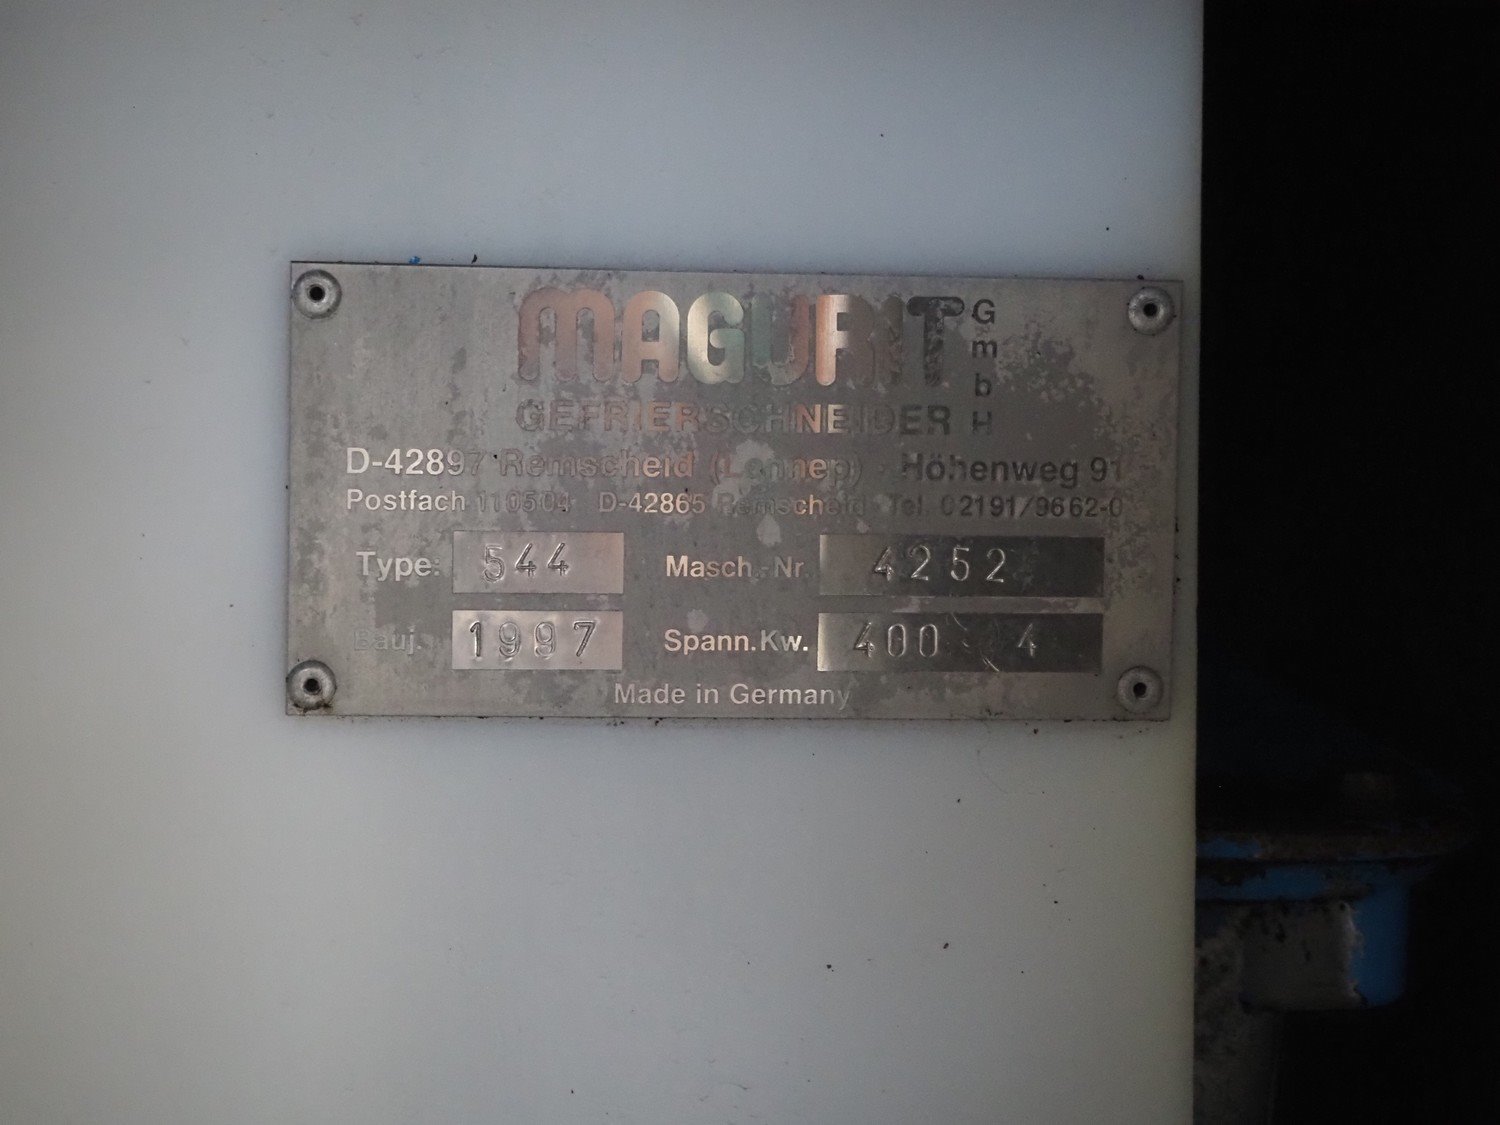 MAGURIT GmbH
GEFRIERSCHNEIDER
D-42897 Remscheid (Lennep) · Höhenweg 91
Postfach 110504 D-42865 Remscheid · Tel. 02191/9662-0
Type: 544 Masch.-Nr. 4252
Bauj. 1997 Spann.Kw. 400 4
Made in Germany